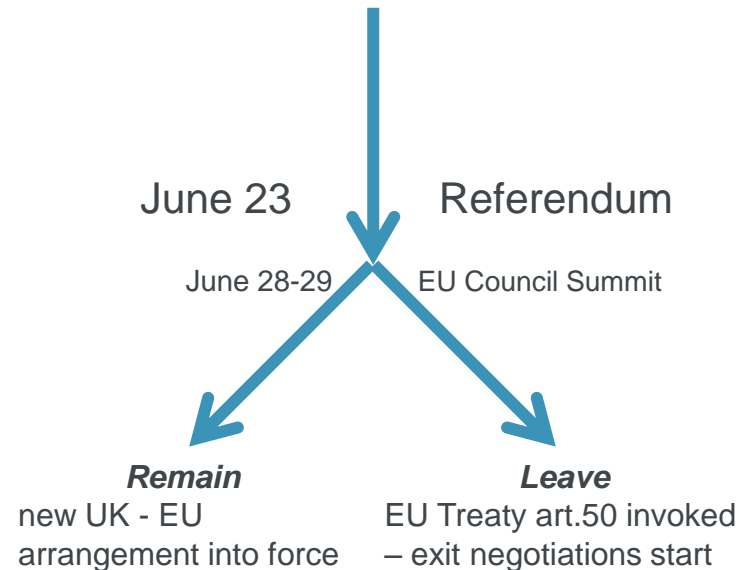 June 23 Referendum
June 28-29 EU Council Summit
Remain
new UK - EU
arrangement into force
Leave
EU Treaty art.50 invoked
– exit negotiations start